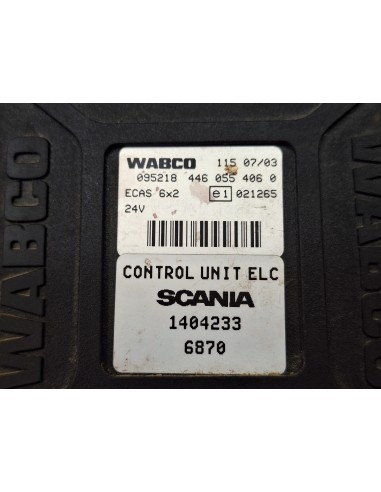 WABCO
WABCO 115 07/03
095218 446 055 406 0
ECAS 6x2 e1 021265
24V
CONTROL UNIT ELC
SCANIA
1404233
6870
WABCO